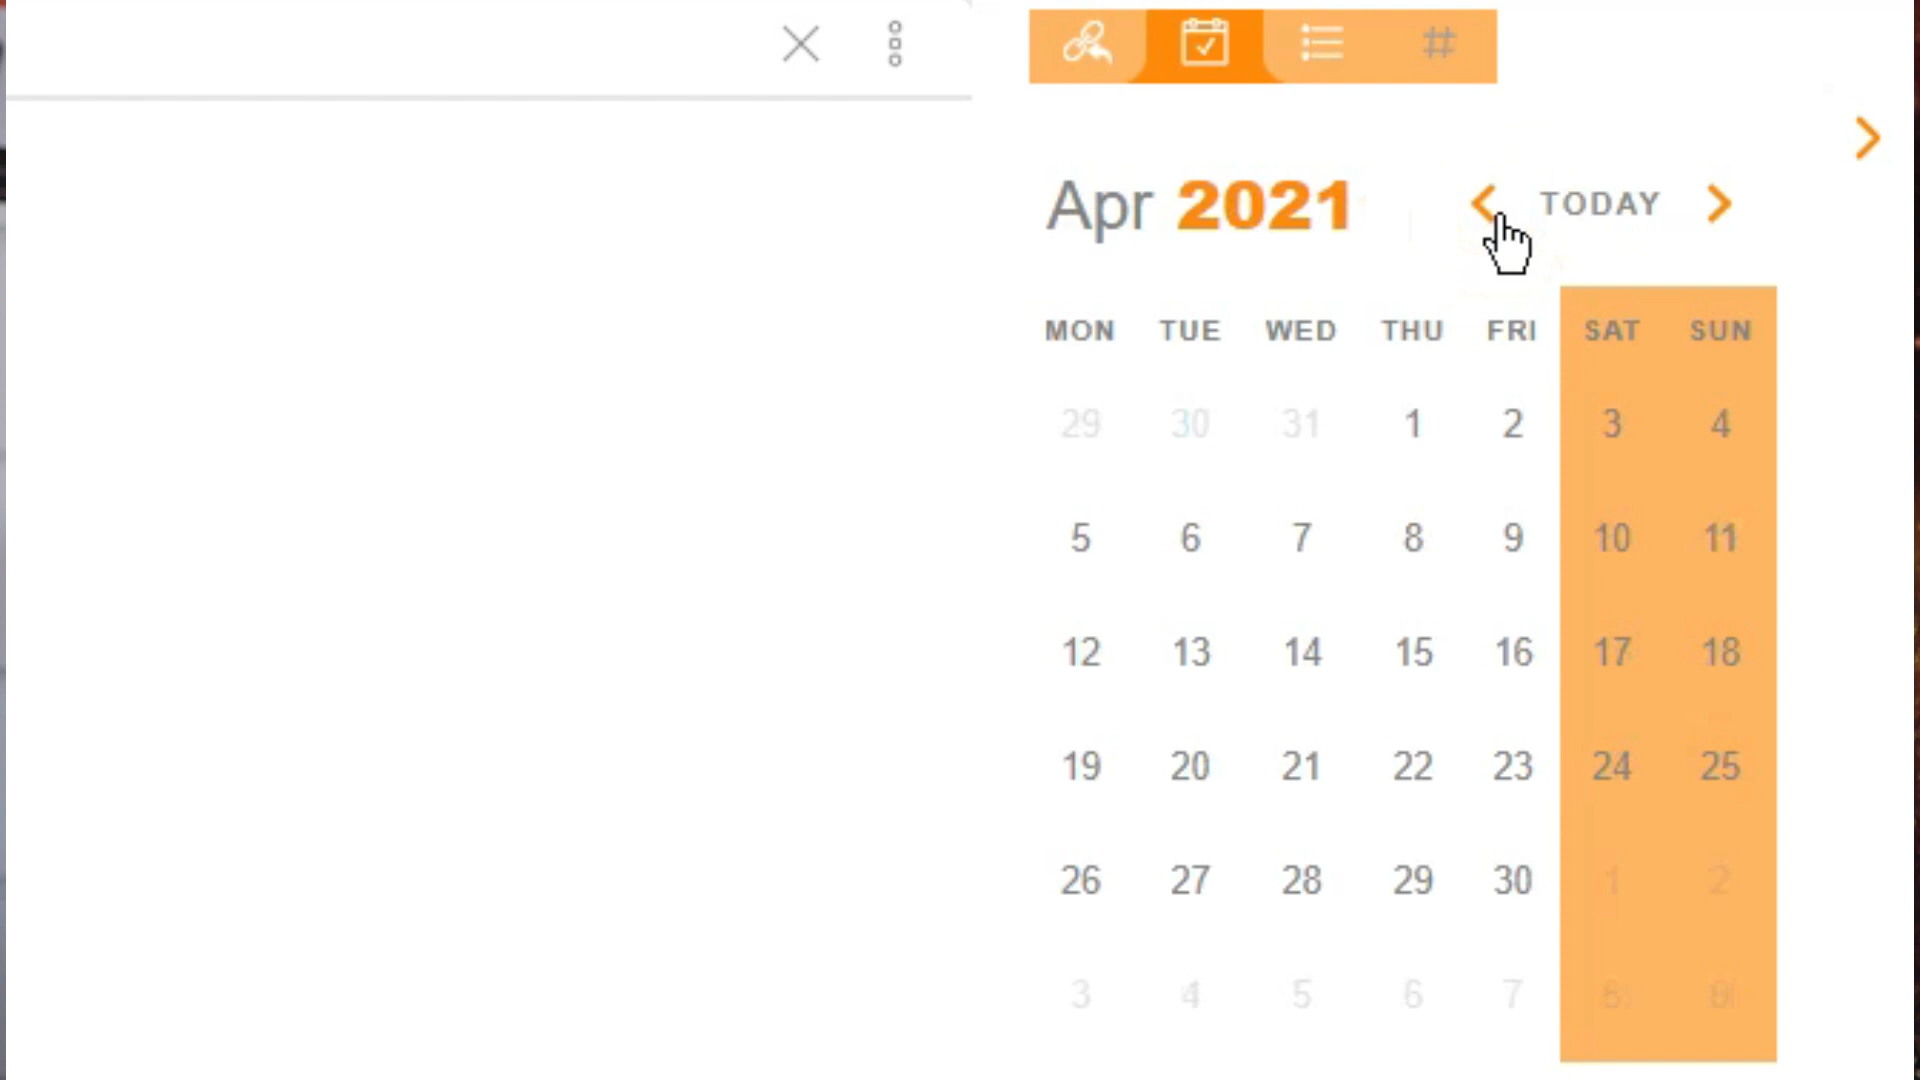 #
Apr 2021 TODAY
MON TUE WED THU FRI SAT SUN
29 30 31 1 2 3 4
5 6 7 8 9 10 11
12 13 14 15 16 17 18
19 20 21 22 23 24 25
26 27 28 29 30 1 2
3 4 5 6 7 8 9